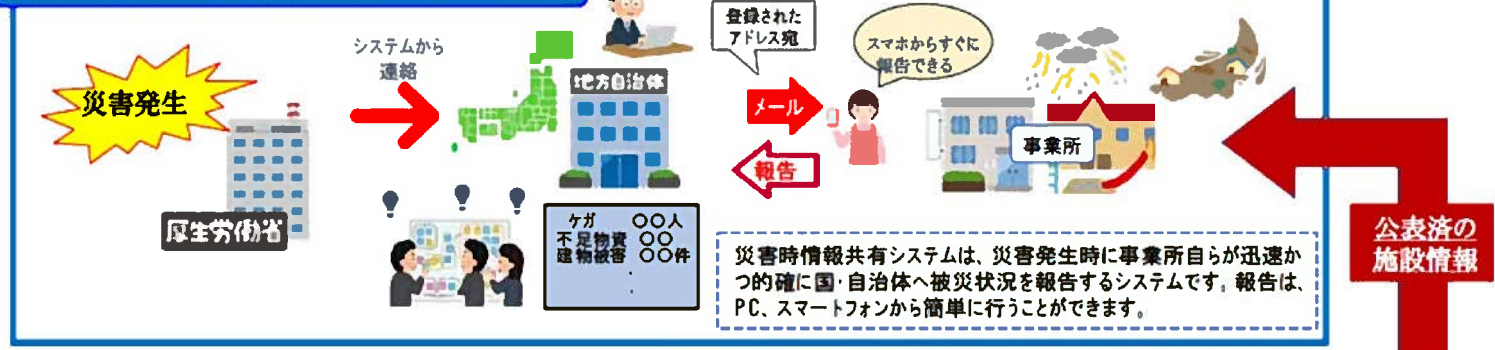 災害発生
システムから
連絡
厚生労働省
地方自治体
登録された
アドレス宛
メール
報告
スマホからすぐに
報告できる
事業所
ケガ 〇〇人
不足物資 〇〇
建物被害 〇〇件
.
.
災害時情報共有システムは、災害発生時に事業所自らが迅速か
つ的確に国・自治体へ被災状況を報告するシステムです。報告は、
PC、スマートフォンから簡単に行うことができます。
公表済の
施設情報